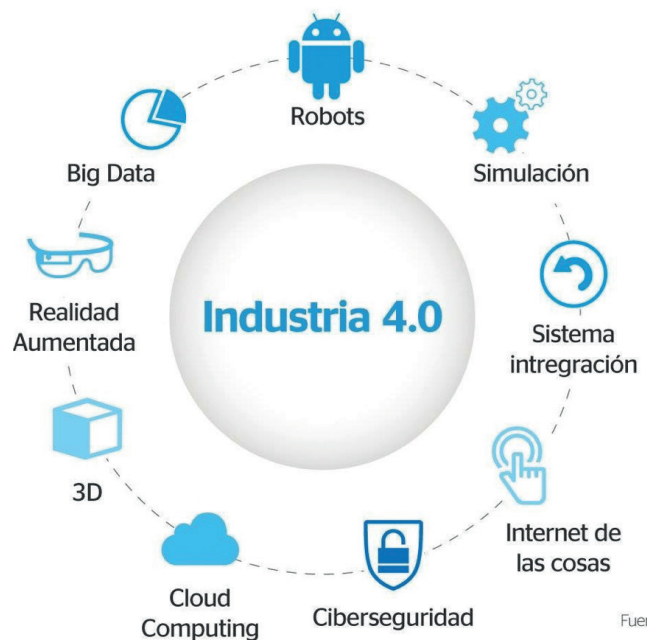 Robots
Simulación
Sistema
intregración
Internet de
las cosas
Ciberseguridad
Cloud
Computing
3D
Realidad
Aumentada
Big Data
Industria 4.0
Fuen